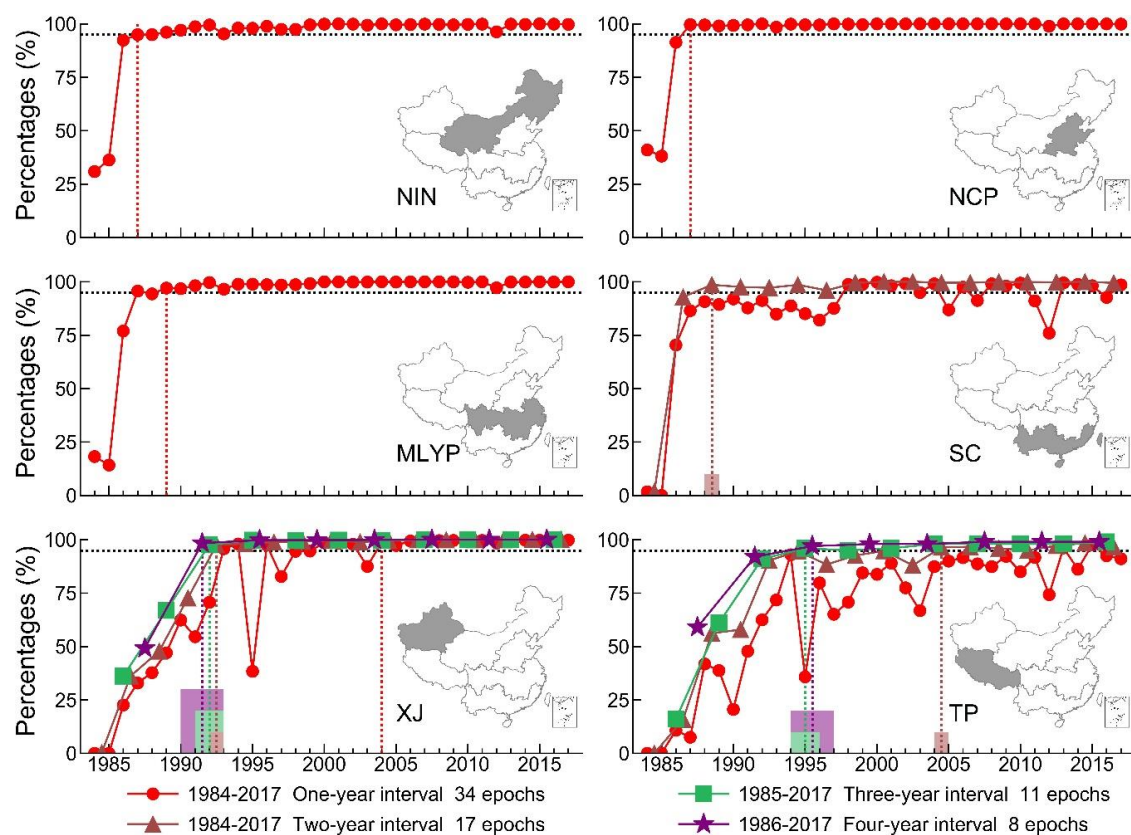 Percentages (%)
100
75
50
25
0
NIN
100
75
50
25
0
NCP
Percentages (%)
100
75
50
25
0
MLYP
100
75
50
25
0
SC
Percentages (%)
100
75
50
25
0
XJ
1985 1990 1995 2000 2005 2010 2015
100
75
50
25
0
TP
1985 1990 1995 2000 2005 2010 2015
1984-2017 One-year interval 34 epochs
1985-2017 Three-year interval 11 epochs
1984-2017 Two-year interval 17 epochs
1986-2017 Four-year interval 8 epochs